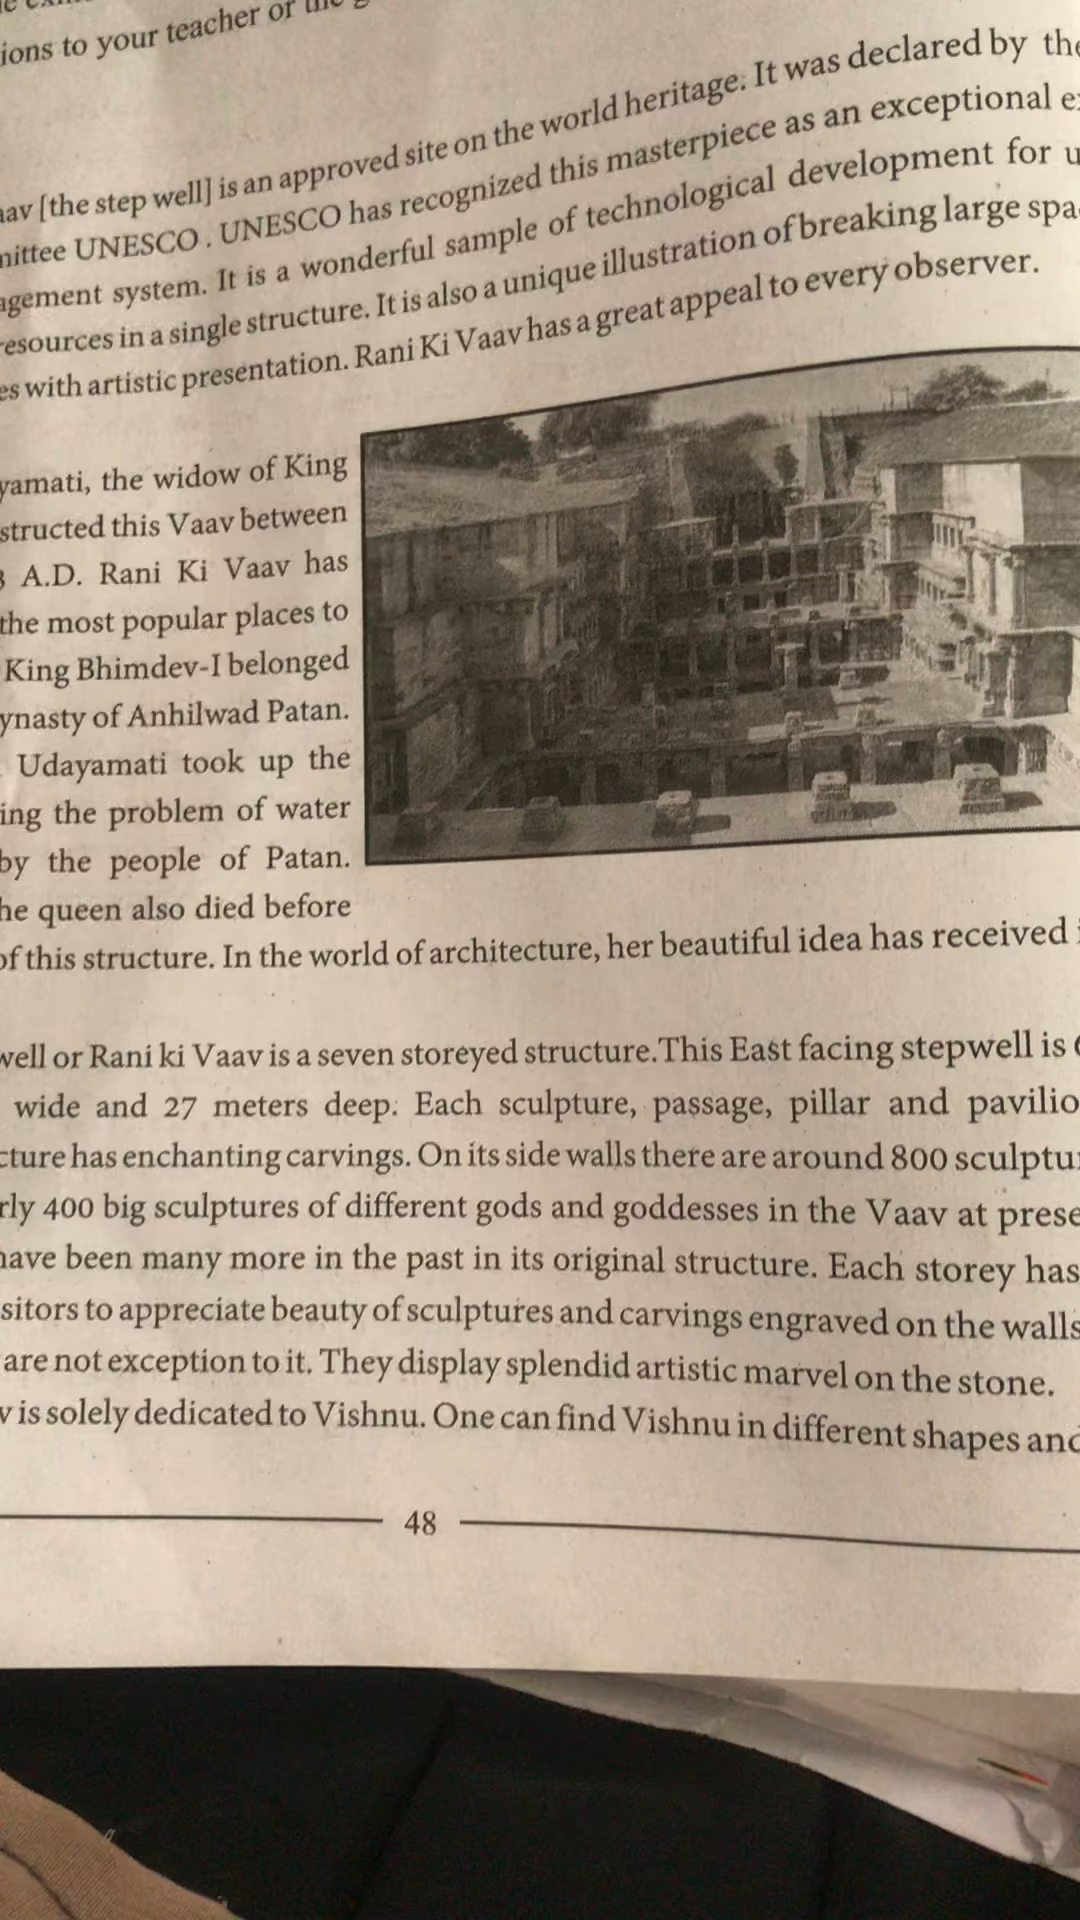 ions to your teacher or the
aav [the step well] is an approved site on the world heritage. It was declared by the
mittee UNESCO . UNESCO has recognized this masterpiece as an exceptional
agement system. It is a wonderful sample of technological development for
resources in a single structure. It is also a unique illustration of breaking large spa
es with artistic presentation. Rani Ki Vaav has a great appeal to every observer.
yamati, the widow of King
structed this Vaav between
3 A.D. Rani Ki Vaav has
the most popular places to
King Bhimdev-I belonged
ynasty of Anhilwad Patan.
Udayamati took up the
ing the problem of water
by the people of Patan.
he queen also died before
of this structure. In the world of architecture, her beautiful idea has received
well or Rani ki Vaav is a seven storeyed structure.This East facing stepwell is
wide and 27 meters deep. Each sculpture, passage, pillar and pavilio
cture has enchanting carvings. On its side walls there are around 800 sculptu
rly 400 big sculptures of different gods and goddesses in the Vaav at prese
have been many more in the past in its original structure. Each storey has
sitors to appreciate beauty of sculptures and carvings engraved on the walls
are not exception to it. They display splendid artistic marvel on the stone.
v is solely dedicated to Vishnu. One can find Vishnu in different shapes and
48